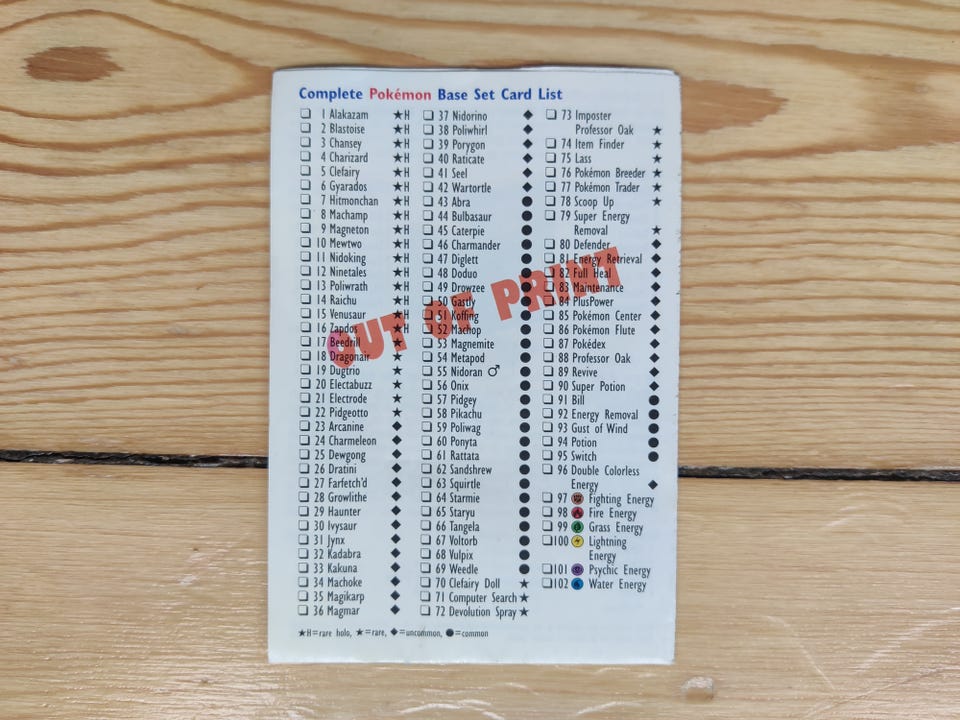 Complete Pokémon Base Set Card List
1 Alakazam ★H
2 Blastoise ★H
3 Chansey ★H
4 Charizard ★H
5 Clefairy ★H
6 Gyarados ★H
7 Hitmonchan ★H
8 Machamp ★H
9 Magneton ★H
10 Mewtwo ★H
11 Nidoking ★H
12 Ninetales ★H
13 Poliwrath ★H
14 Raichu ★H
15 Venusaur ★H
16 Zapdos ★H
17 Beedrill ★
18 Dragonair ★
19 Dugtrio ★
20 Electabuzz ★
21 Electrode ★
22 Pidgeotto ★
23 Arcanine ◆
24 Charmeleon ◆
25 Dewgong ◆
26 Dratini ◆
27 Farfetch'd ◆
28 Growlithe ◆
29 Haunter ◆
30 Ivysaur ◆
31 Jynx ◆
32 Kadabra ◆
33 Kakuna ◆
34 Machoke ◆
35 Magikarp ◆
36 Magmar ◆
37 Nidorino ◆
38 Poliwhirl ◆
39 Porygon ◆
40 Raticate ◆
41 Seel ◆
42 Wartortle ◆
43 Abra ●
44 Bulbasaur ●
45 Caterpie ●
46 Charmander ●
47 Diglett ●
48 Doduo ●
49 Drowzee ●
50 Gastly ●
51 Koffing ●
52 Machop ●
53 Magnemite ●
54 Metapod ●
55 Nidoran ♂ ●
56 Onix ●
57 Pidgey ●
58 Pikachu ●
59 Poliwag ●
60 Ponyta ●
61 Rattata ●
62 Sandshrew ●
63 Squirtle ●
64 Starmie ●
65 Staryu ●
66 Tangela ●
67 Voltorb ●
68 Vulpix ●
69 Weedle ●
70 Clefairy Doll ★
71 Computer Search ★
72 Devolution Spray ★
73 Imposter
Professor Oak ★
74 Item Finder ★
75 Lass ★
76 Pokémon Breeder ★
77 Pokémon Trader ★
78 Scoop Up ★
79 Super Energy
Removal ★
80 Defender ◆
81 Energy Retrieval ◆
82 Full Heal ◆
83 Maintenance ◆
84 PlusPower ◆
85 Pokémon Center ◆
86 Pokémon Flute ◆
87 Pokédex ◆
88 Professor Oak ◆
89 Revive ◆
90 Super Potion ◆
91 Bill ●
92 Energy Removal ●
93 Gust of Wind ●
94 Potion ●
95 Switch ●
96 Double Colorless
Energy ◆
97 Fighting Energy
98 Fire Energy
99 Grass Energy
100 Lightning
Energy
101 Psychic Energy
102 Water Energy
OUT OF PRINT
★H=rare holo, ★=rare, ◆=uncommon, ●=common